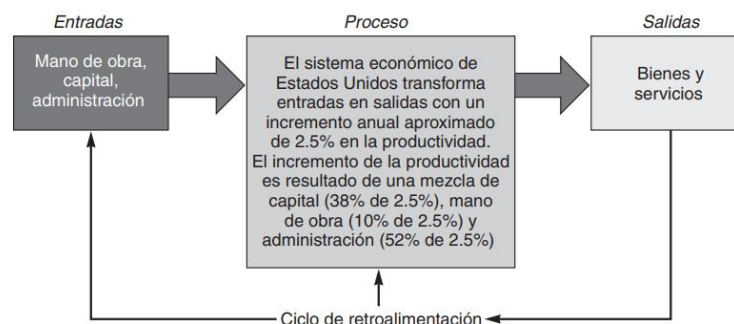 Entradas
Proceso
Salidas
Mano de obra,
capital,
administración
El sistema económico de
Estados Unidos transforma
entradas en salidas con un
incremento anual aproximado
de 2.5% en la productividad.
El incremento de la productividad
es resultado de una mezcla de
capital (38% de 2.5%), mano
de obra (10% de 2.5%) y
administración (52% de 2.5%)
Bienes y
servicios
Ciclo de retroalimentación